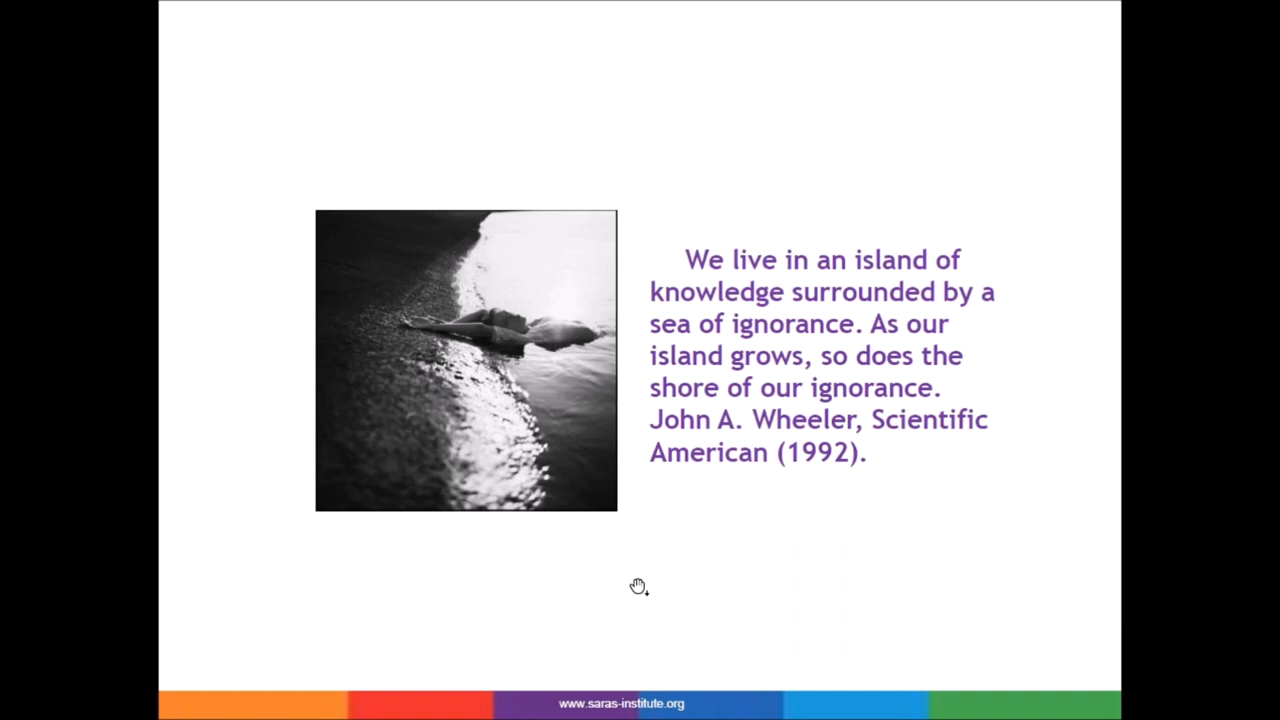 We live in an island of
knowledge surrounded by a
sea of ignorance. As our
island grows, so does the
shore of our ignorance.
John A. Wheeler, Scientific
American (1992).
www.saras-institute.org